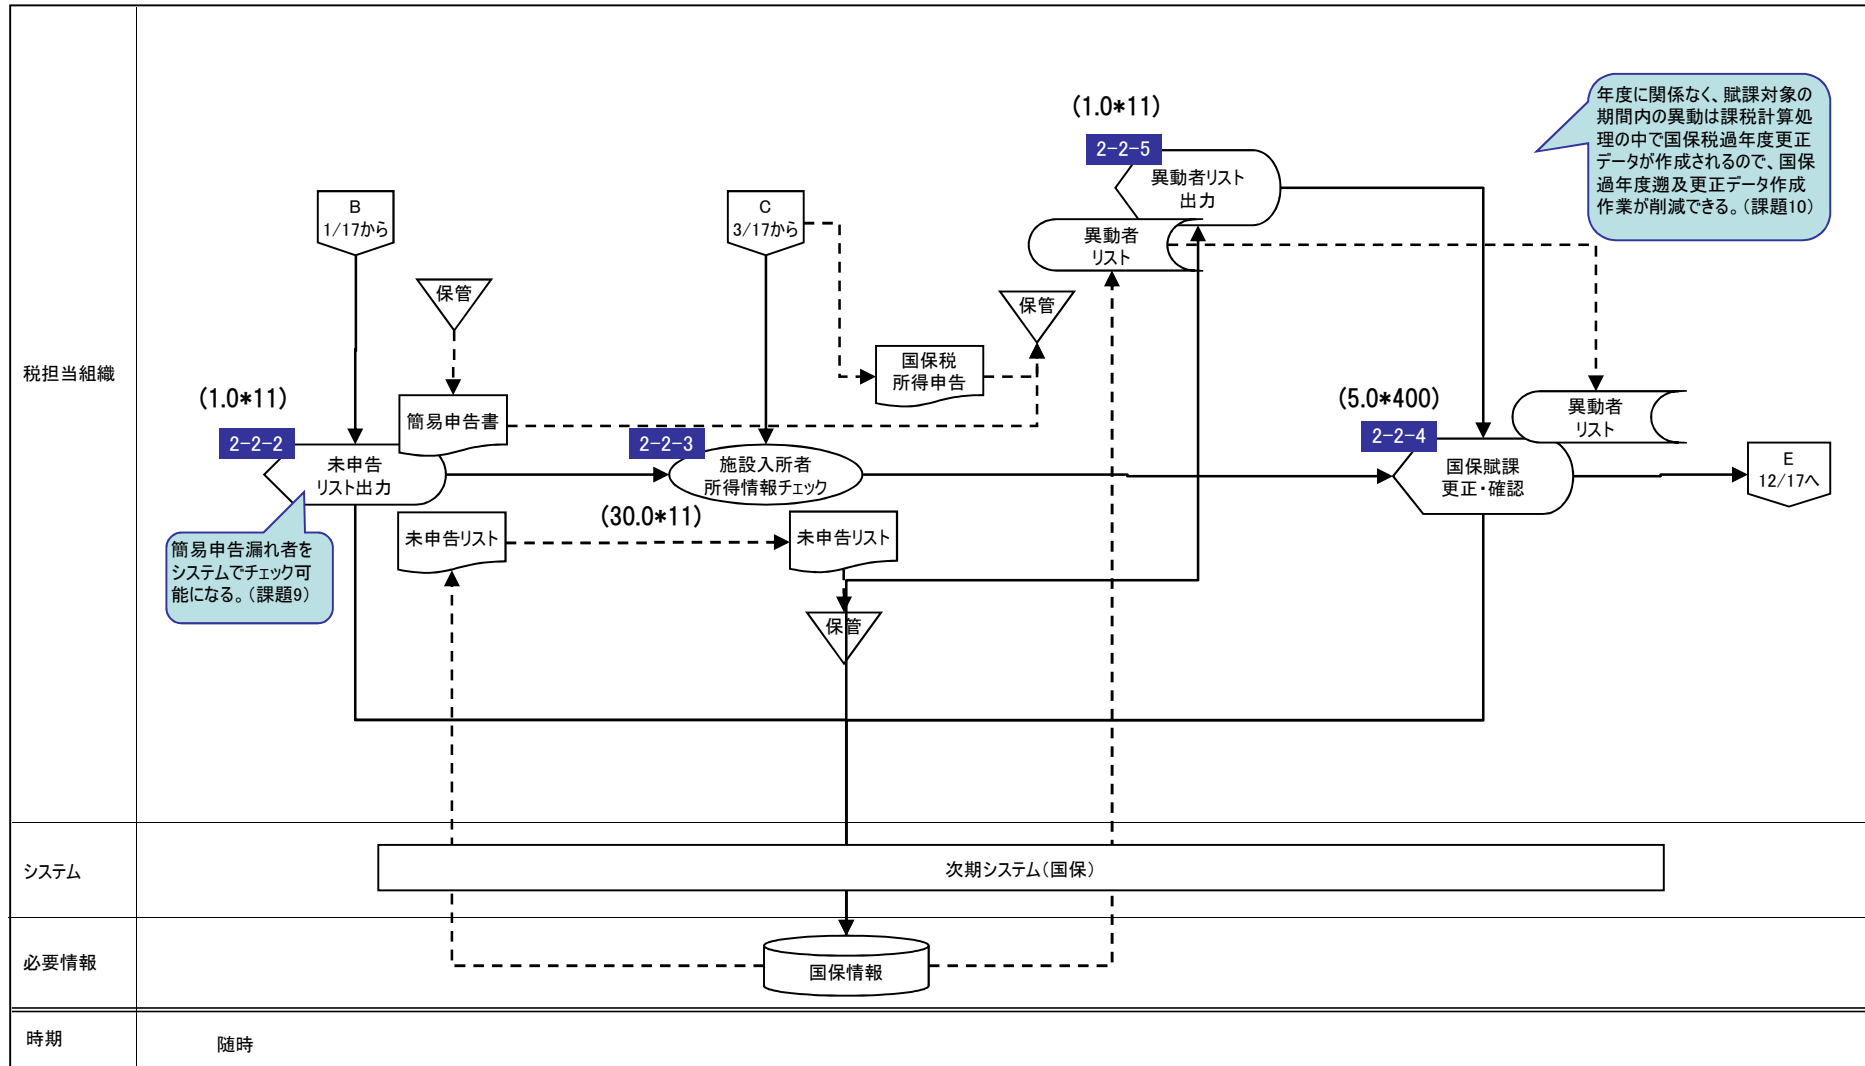 税担当組織
(1.0*11)
2-2-5
異動者リスト
出力
異動者
リスト
年度に関係なく、賦課対象の
期間内の異動は課税計算処
理の中で国保税過年度更正
データが作成されるので、国保
過年度遡及更正データ作成
作業が削減できる。(課題10)
B
1/17から
C
3/17から
保管
保管
国保税
所得申告
(1.0*11)
2-2-2
未申告
リスト出力
簡易申告書
2-2-3
施設入所者
所得情報チェック
(5.0*400)
2-2-4
国保賦課
更正・確認
異動者
リスト
E
12/17へ
簡易申告漏れ者を
システムでチェック可
能になる。(課題9)
未申告リスト
(30.0*11)
未申告リスト
保管
システム
次期システム(国保)
必要情報
国保情報
時期
随時